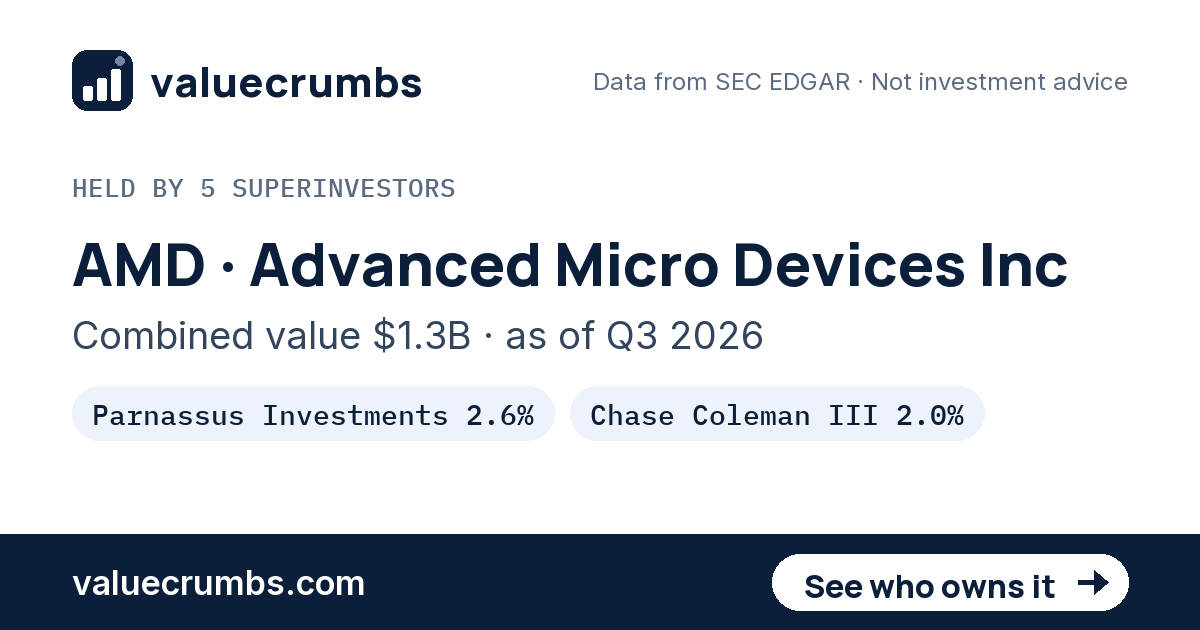 valuecrumbs
Data from SEC EDGAR · Not investment advice
HELD BY 5 SUPERINVESTORS
AMD · Advanced Micro Devices Inc
Combined value $1.3B · as of Q3 2026
Parnassus Investments 2.6%
Chase Coleman III 2.0%
valuecrumbs.com
See who owns it →